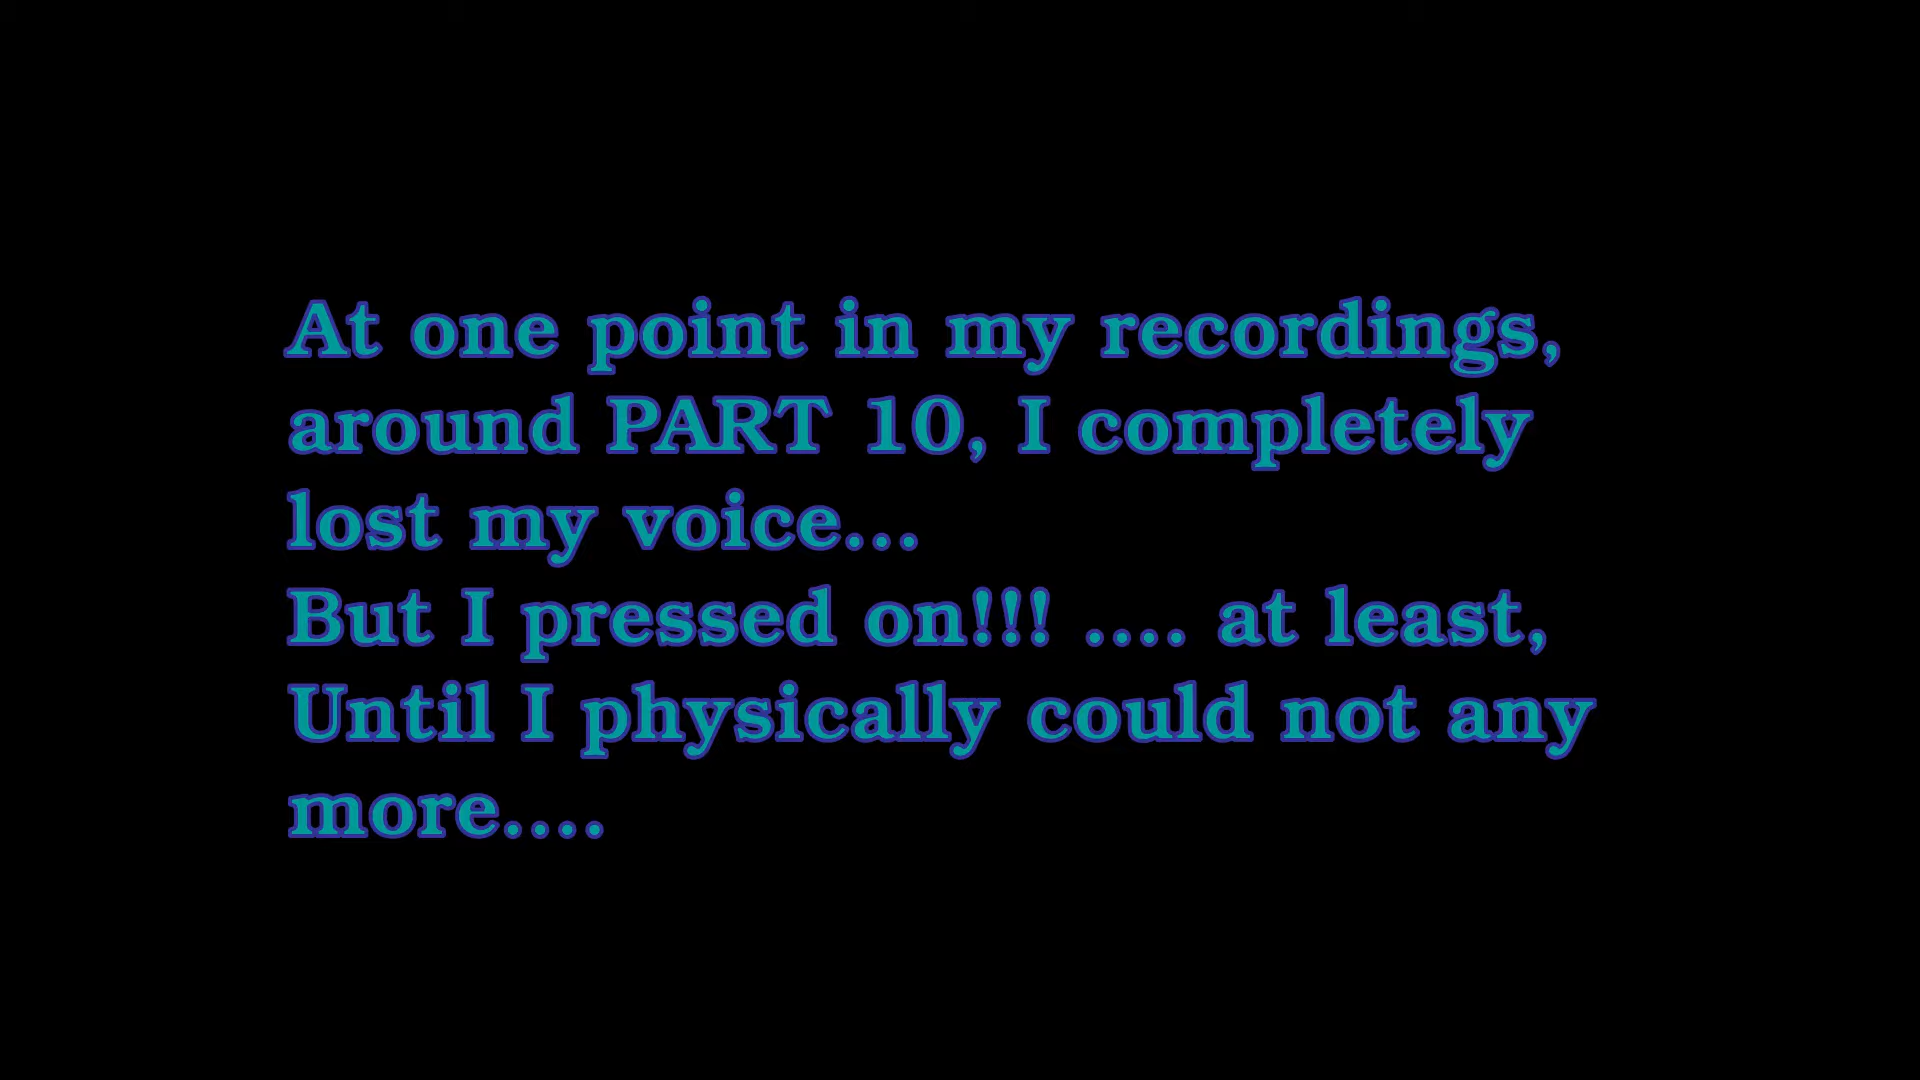 At one point in my recordings,
around PART 10, I completely
lost my voice...
But I pressed on!!! .... at least,
Until I physically could not any
more....